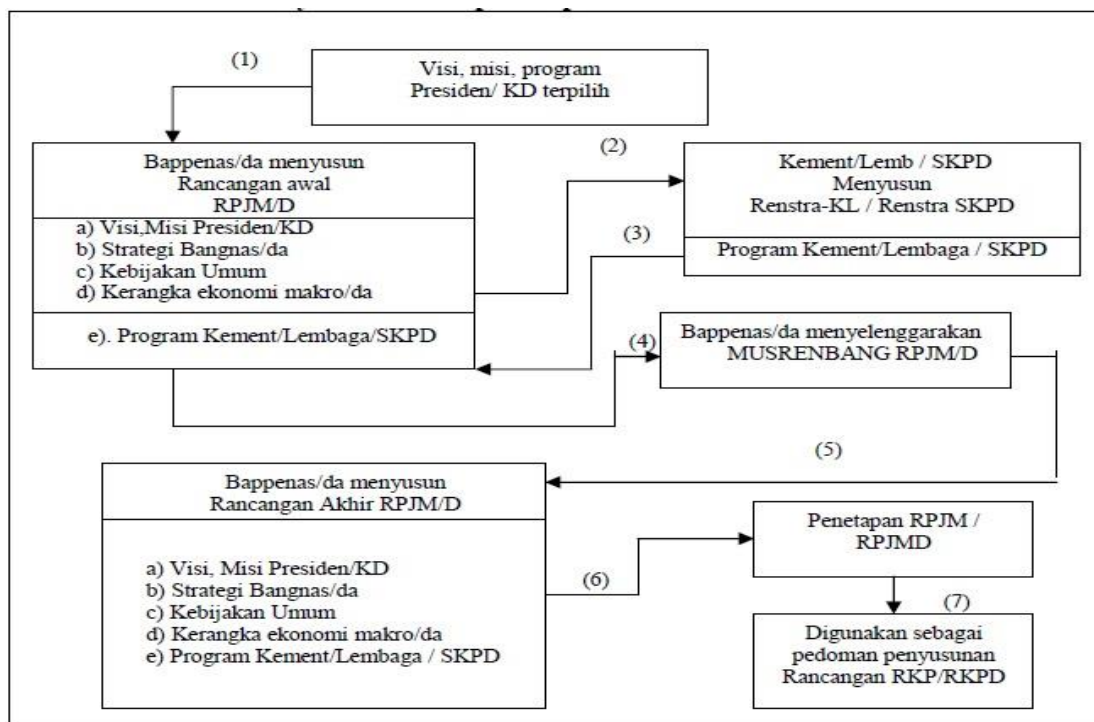 (1)
Visi, misi, program
Presiden/ KD terpilih
Bappenas/da menyusun
Rancangan awal
RPJM/D
a) Visi,Misi Presiden/KD
b) Strategi Bangnas/da
c) Kebijakan Umum
d) Kerangka ekonomi makro/da
e). Program Kement/Lembaga/SKPD
(2)
Kement/Lemb / SKPD
Menyusun
Renstra-KL / Renstra SKPD
(3)
Program Kement/Lembaga / SKPD
(4)
Bappenas/da menyelenggarakan
MUSRENBANG RPJM/D
(5)
Bappenas/da menyusun
Rancangan Akhir RPJM/D
a) Visi, Misi Presiden/KD
b) Strategi Bangnas/da
c) Kebijakan Umum
d) Kerangka ekonomi makro/da
e) Program Kement/Lembaga / SKPD
(6)
Penetapan RPJM /
RPJMD
(7)
Digunakan sebagai
pedoman penyusunan
Rancangan RKP/RKPD